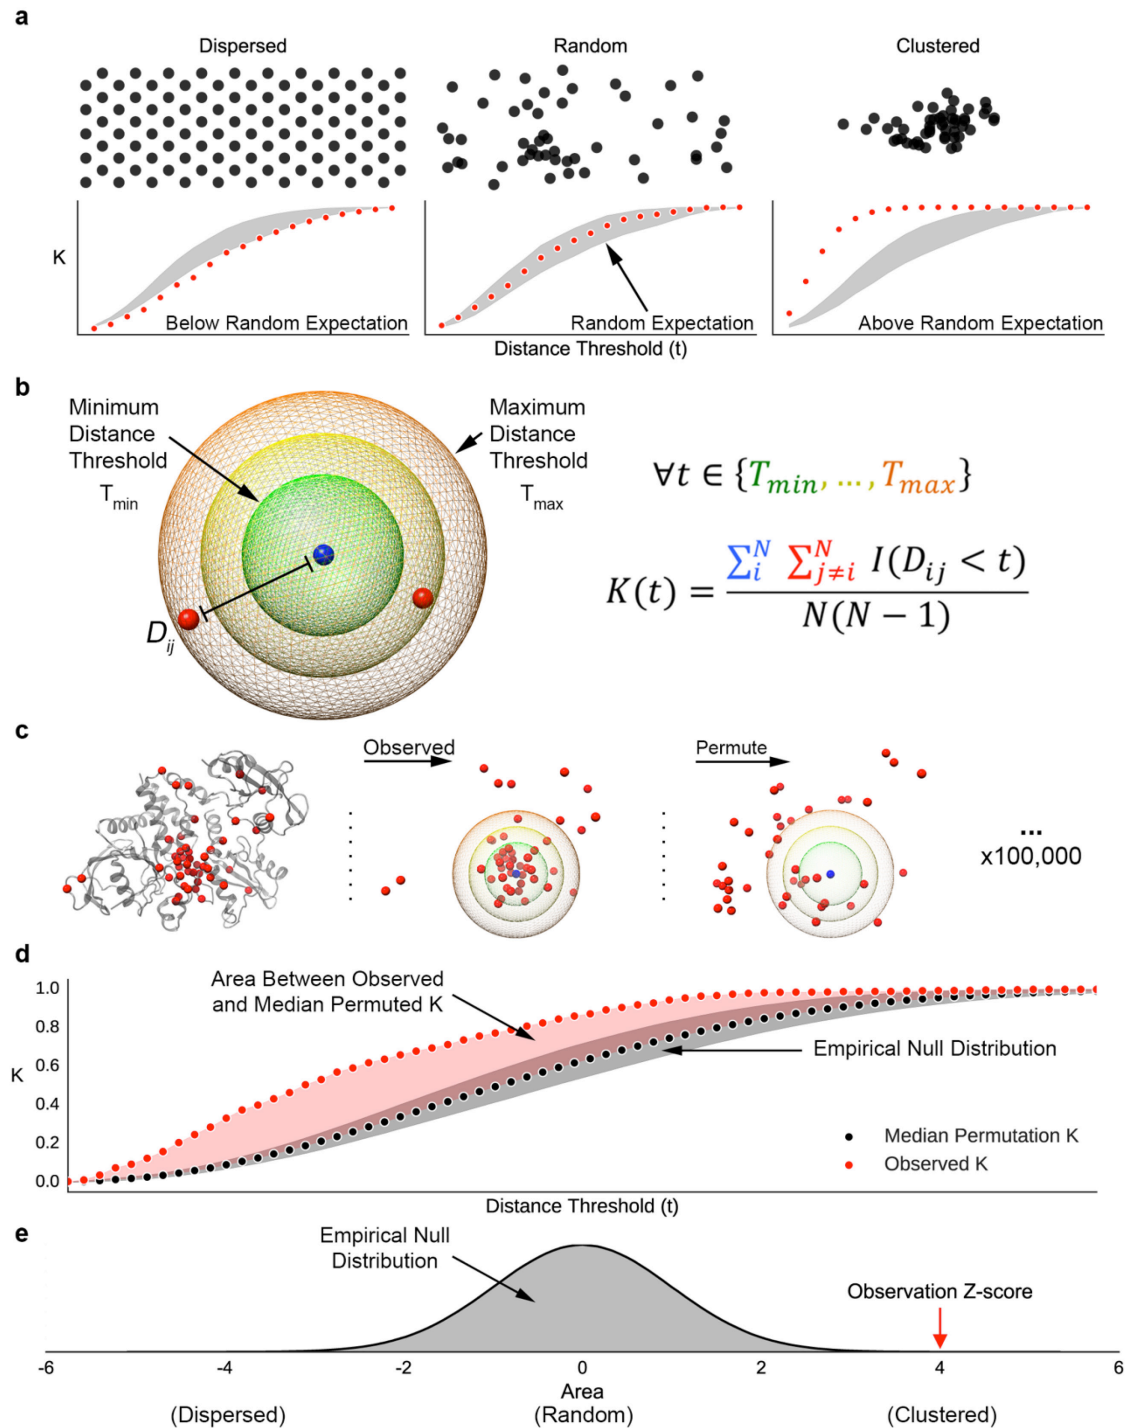 a
Dispersed
Random
Clustered
K
Below Random Expectation
Random Expectation
Above Random Expectation
Distance Threshold (t)
b
Minimum
Distance
Threshold
T_min
Maximum
Distance
Threshold
T_max
D_ij
∀t ∈ {T_min, ..., T_max}
K(t) = \frac{∑_i^N ∑_{j≠i}^N I(D_ij < t)}{N(N − 1)}
c
Observed
Permute
...
x100,000
d
Area Between Observed
and Median Permuted K
1.0
0.8
0.6
0.4
0.2
0.0
K
Empirical Null Distribution
Median Permutation K
Observed K
Distance Threshold (t)
e
Empirical Null
Distribution
Observation Z-score
-6
-4
-2
0
2
4
6
Area
(Dispersed)
(Random)
(Clustered)